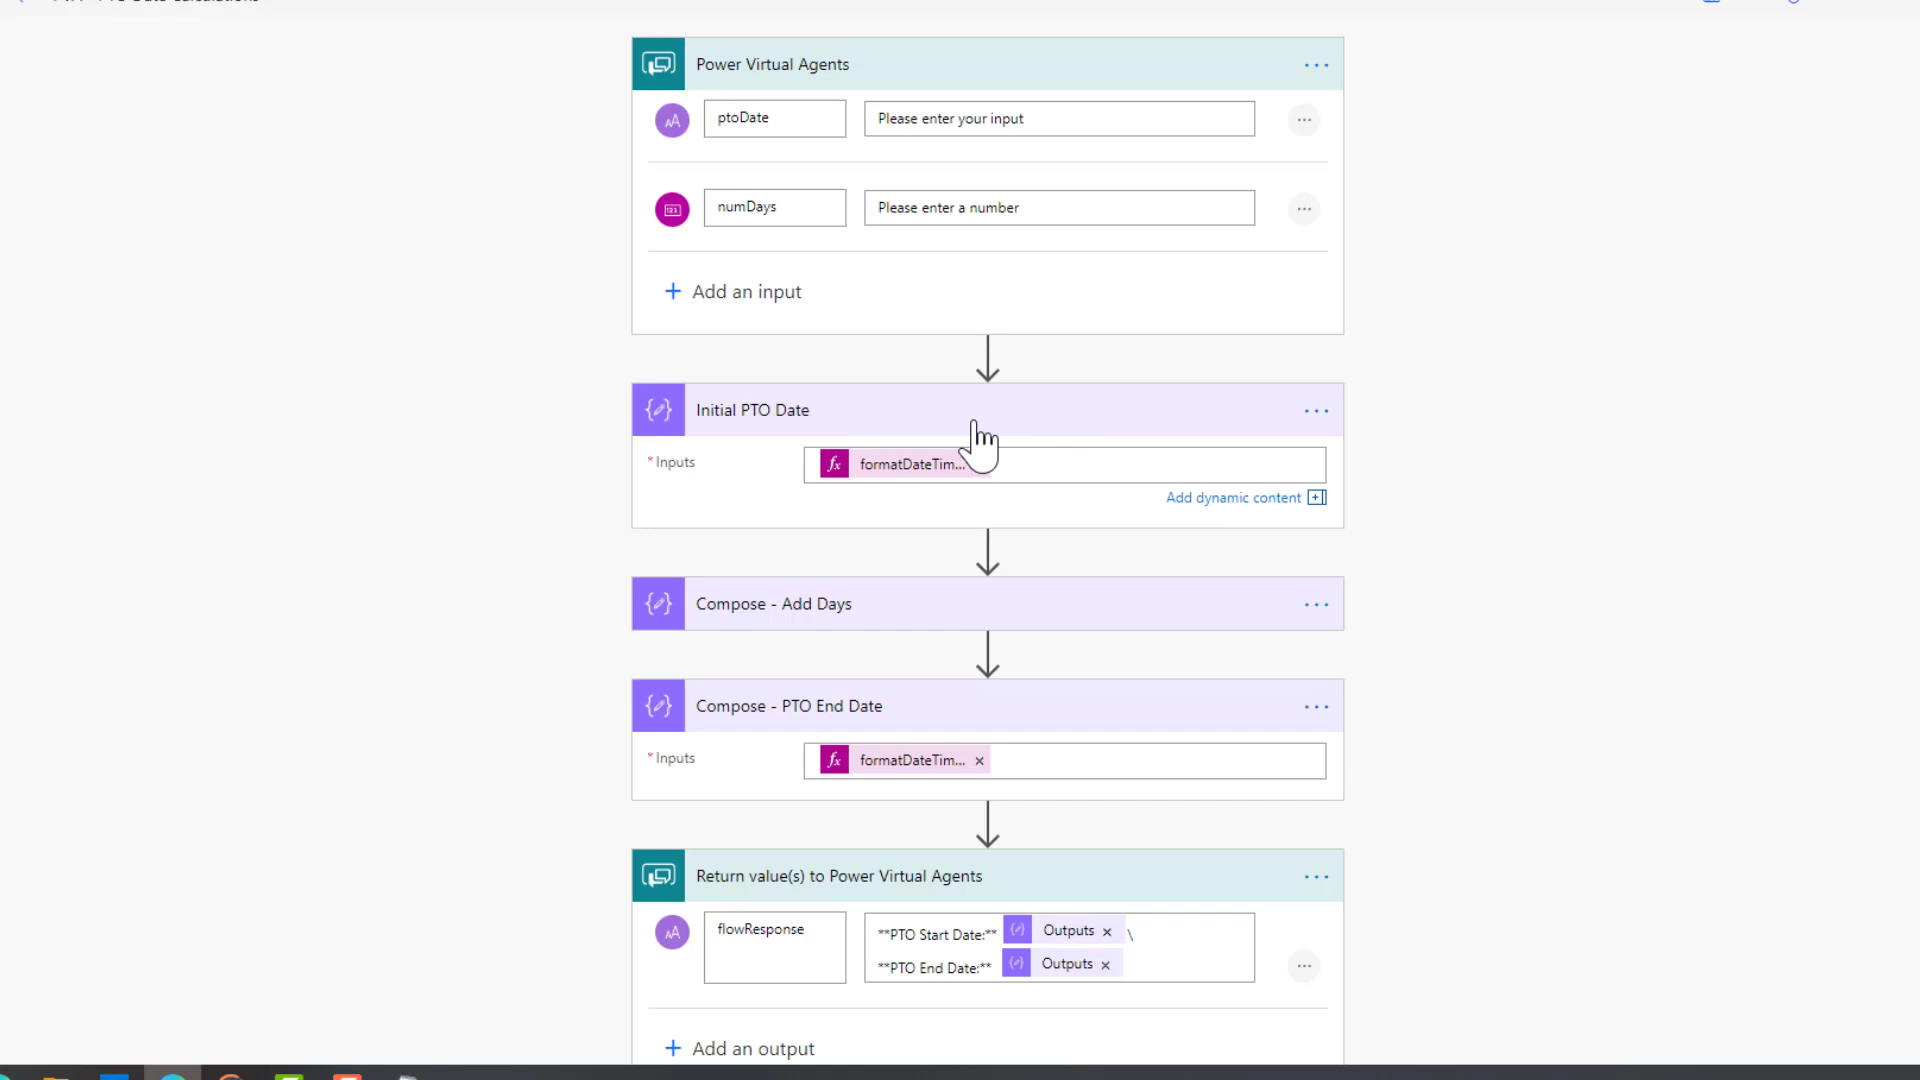 Power Virtual Agents
ptoDate
Please enter your input
numDays
Please enter a number
Add an input
Initial PTO Date
* Inputs
formatDateTim...
Add dynamic content
Compose - Add Days
Compose - PTO End Date
* Inputs
formatDateTim... ×
Return value(s) to Power Virtual Agents
flowResponse
**PTO Start Date:** Outputs × \
**PTO End Date:** Outputs ×
Add an output